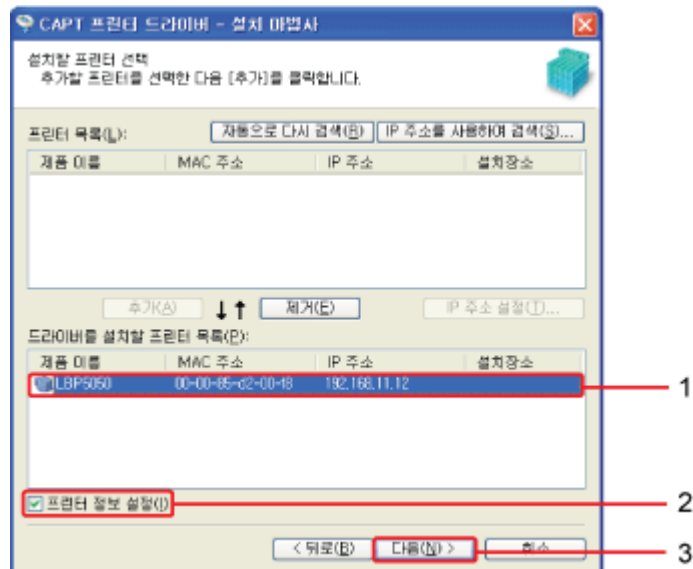 CAPT 프린터 드라이버 - 설치 마법사
설치할 프린터 선택
추가할 프린터를 선택한 다음 [추가]를 클릭합니다.
프린터 목록(L): 자동으로 다시 검색(R) IP 주소를 사용하여 검색(S)...
제품 이름 MAC 주소 IP 주소 설치장소
추가(A) ↓↑ 제거(E) IP 주소 설정(T)...
드라이버를 설치할 프린터 목록(P):
제품 이름 MAC 주소 IP 주소 설치장소
LBP5050 00-00-85-d2-00-f8 192.168.11.12 1
프린터 정보 설정(I) 2
< 뒤로(B) 다음(N) > 취소 3